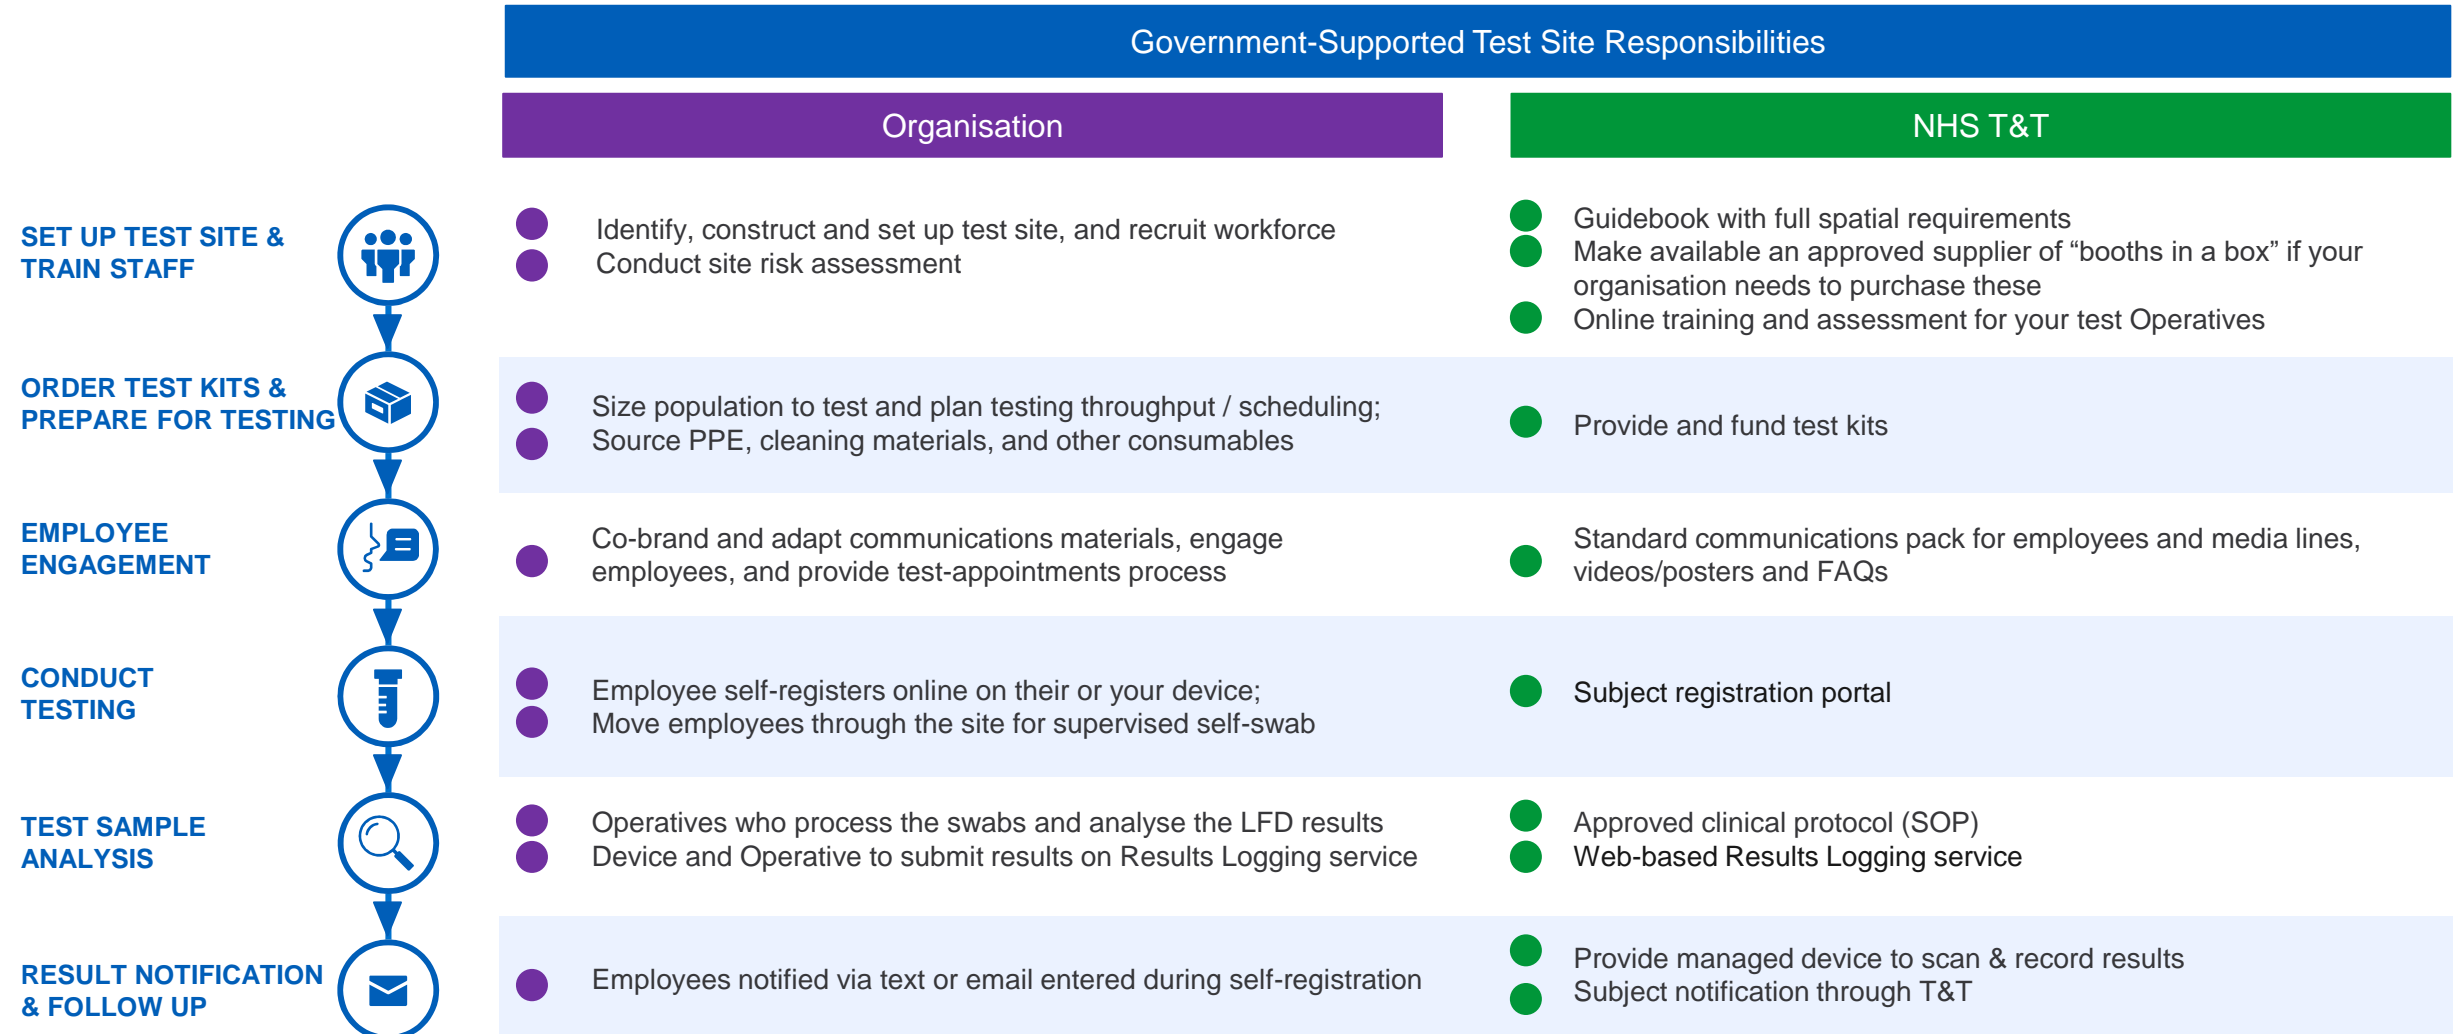 Government-Supported Test Site Responsibilities
Organisation
NHS T&T
SET UP TEST SITE &
TRAIN STAFF
Identify, construct and set up test site, and recruit workforce
Conduct site risk assessment
Guidebook with full spatial requirements
Make available an approved supplier of “booths in a box” if your
organisation needs to purchase these
Online training and assessment for your test Operatives
ORDER TEST KITS &
PREPARE FOR TESTING
Size population to test and plan testing throughput / scheduling;
Source PPE, cleaning materials, and other consumables
Provide and fund test kits
EMPLOYEE
ENGAGEMENT
Co-brand and adapt communications materials, engage
employees, and provide test-appointments process
Standard communications pack for employees and media lines,
videos/posters and FAQs
CONDUCT
TESTING
Employee self-registers online on their or your device;
Move employees through the site for supervised self-swab
Subject registration portal
TEST SAMPLE
ANALYSIS
Operatives who process the swabs and analyse the LFD results
Device and Operative to submit results on Results Logging service
Approved clinical protocol (SOP)
Web-based Results Logging service
RESULT NOTIFICATION
& FOLLOW UP
Employees notified via text or email entered during self-registration
Provide managed device to scan & record results
Subject notification through T&T